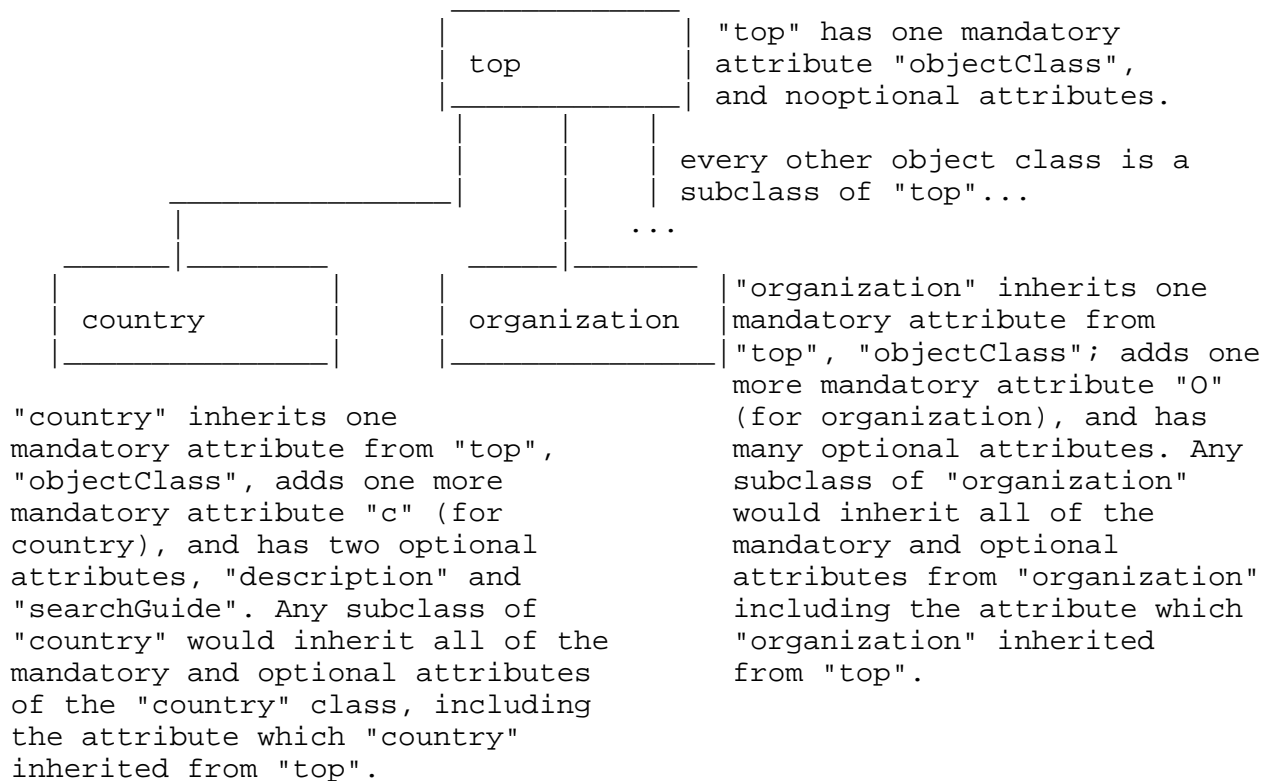 "top" has one mandatory
top
attribute "objectClass",
and nooptional attributes.
every other object class is a
subclass of "top"...
...
country
organization
"organization" inherits one
mandatory attribute from
"top", "objectClass"; adds one
more mandatory attribute "O"
(for organization), and has
many optional attributes. Any
subclass of "organization"
would inherit all of the
mandatory and optional
attributes from "organization"
including the attribute which
"organization" inherited
from "top".
"country" inherits one
mandatory attribute from "top",
"objectClass", adds one more
mandatory attribute "c" (for
country), and has two optional
attributes, "description" and
"searchGuide". Any subclass of
"country" would inherit all of the
mandatory and optional attributes
of the "country" class, including
the attribute which "country"
inherited from "top".